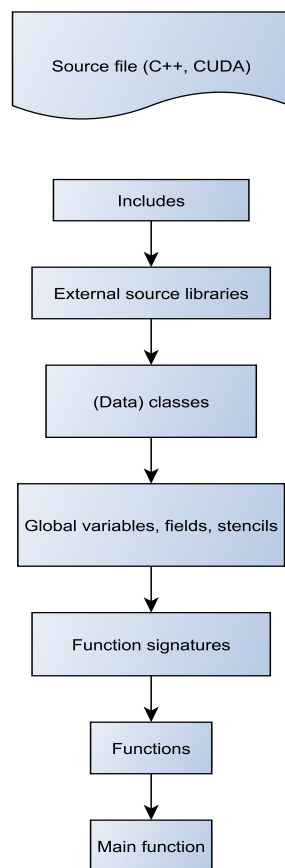 Source file (C++, CUDA)
Includes
External source libraries
(Data) classes
Global variables, fields, stencils
Function signatures
Functions
Main function